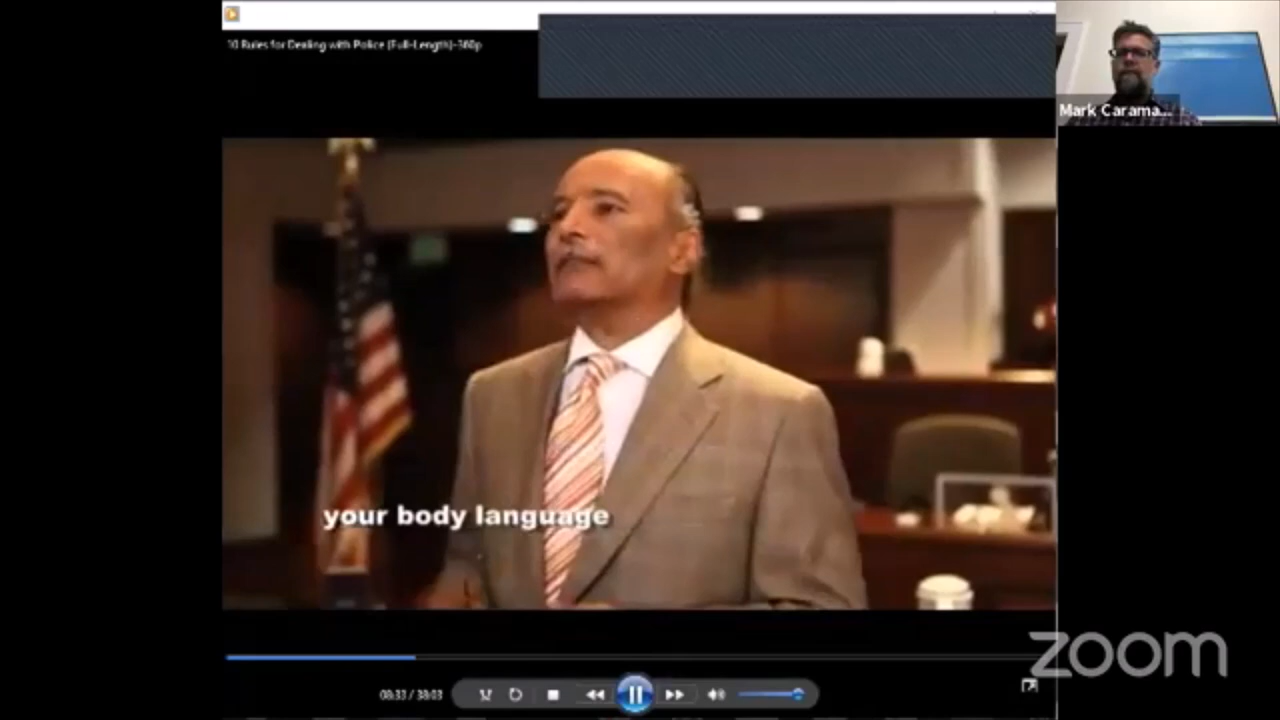 10 Rules for Dealing with Police (Full-Length)-360p
Mark Carama...
your body language
zoom
08:33 / 38:03